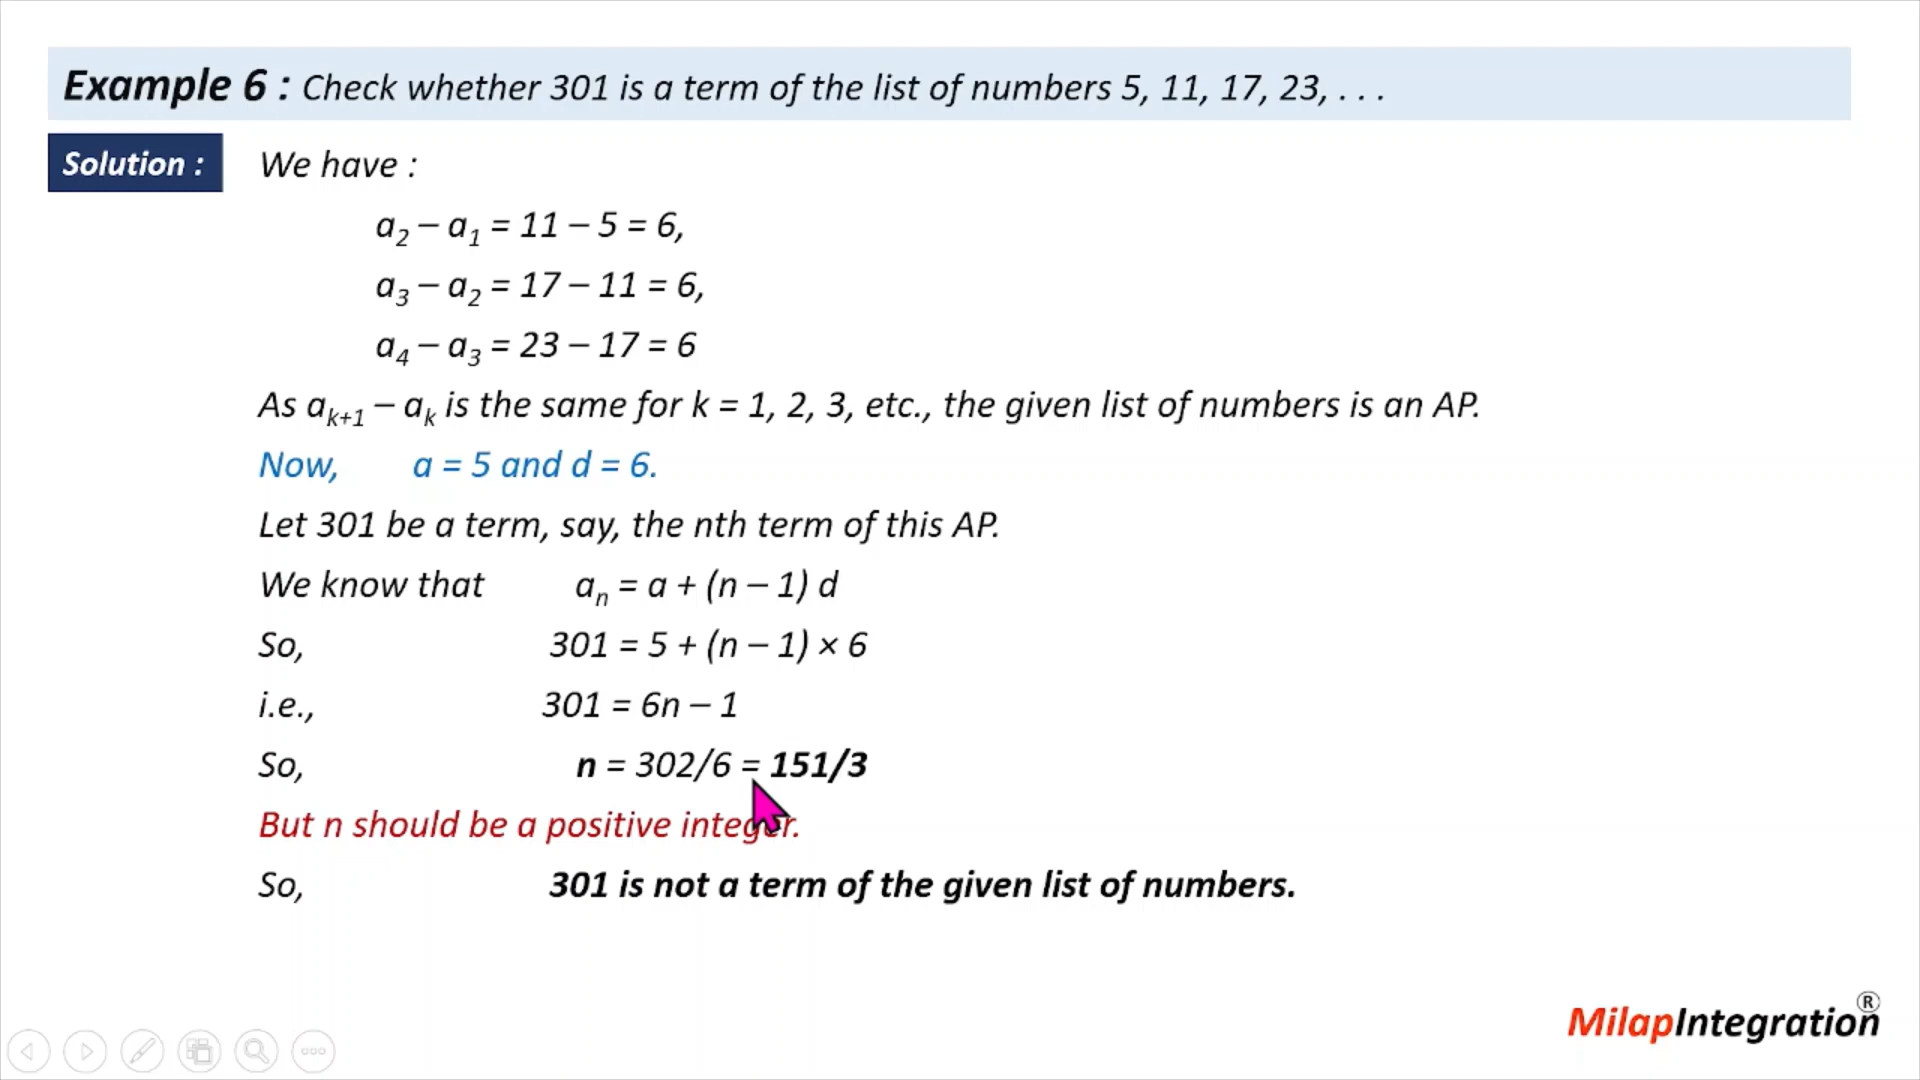 Example 6 : Check whether 301 is a term of the list of numbers 5, 11, 17, 23, . . .
Solution : We have :
a₂ – a₁ = 11 – 5 = 6,
a₃ – a₂ = 17 – 11 = 6,
a₄ – a₃ = 23 – 17 = 6
As aₖ₊₁ – aₖ is the same for k = 1, 2, 3, etc., the given list of numbers is an AP.
Now, a = 5 and d = 6.
Let 301 be a term, say, the nth term of this AP.
We know that aₙ = a + (n – 1) d
So, 301 = 5 + (n – 1) × 6
i.e., 301 = 6n – 1
So, n = 302/6 = 151/3
But n should be a positive integer.
So, 301 is not a term of the given list of numbers.
MilapIntegration®